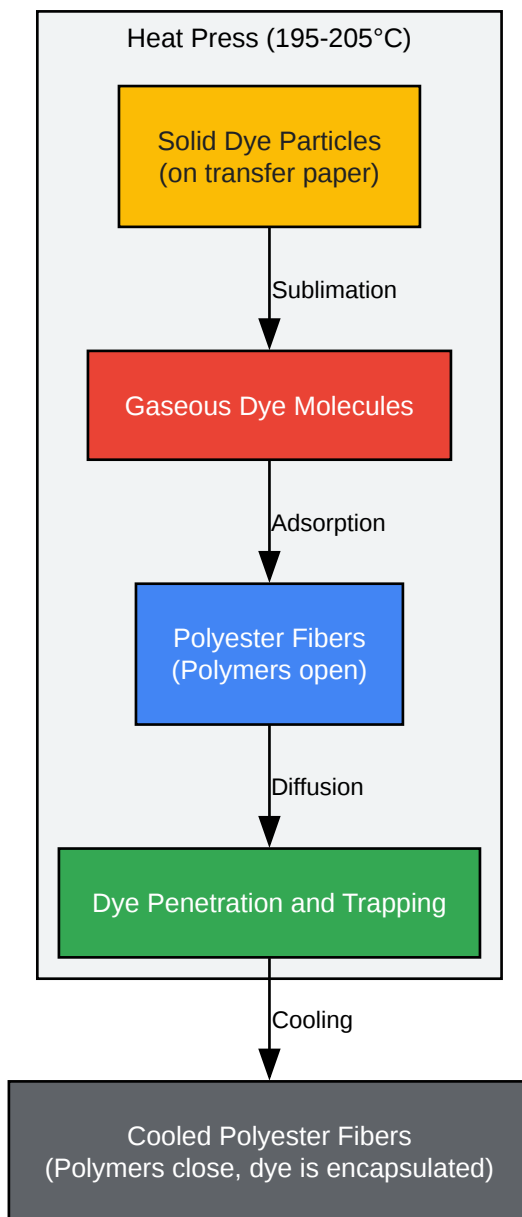 Heat Press (195-205°C)
Solid Dye Particles
(on transfer paper)
Sublimation
Gaseous Dye Molecules
Adsorption
Polyester Fibers
(Polymers open)
Diffusion
Dye Penetration and Trapping
Cooling
Cooled Polyester Fibers
(Polymers close, dye is encapsulated)